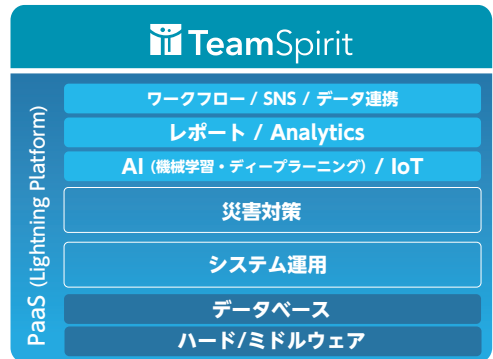 TeamSpirit
PaaS (Lightning Platform)
ワークフロー / SNS / データ連携
レポート / Analytics
AI (機械学習・ディープラーニング) / IoT
災害対策
システム運用
データベース
ハード/ミドルウェア